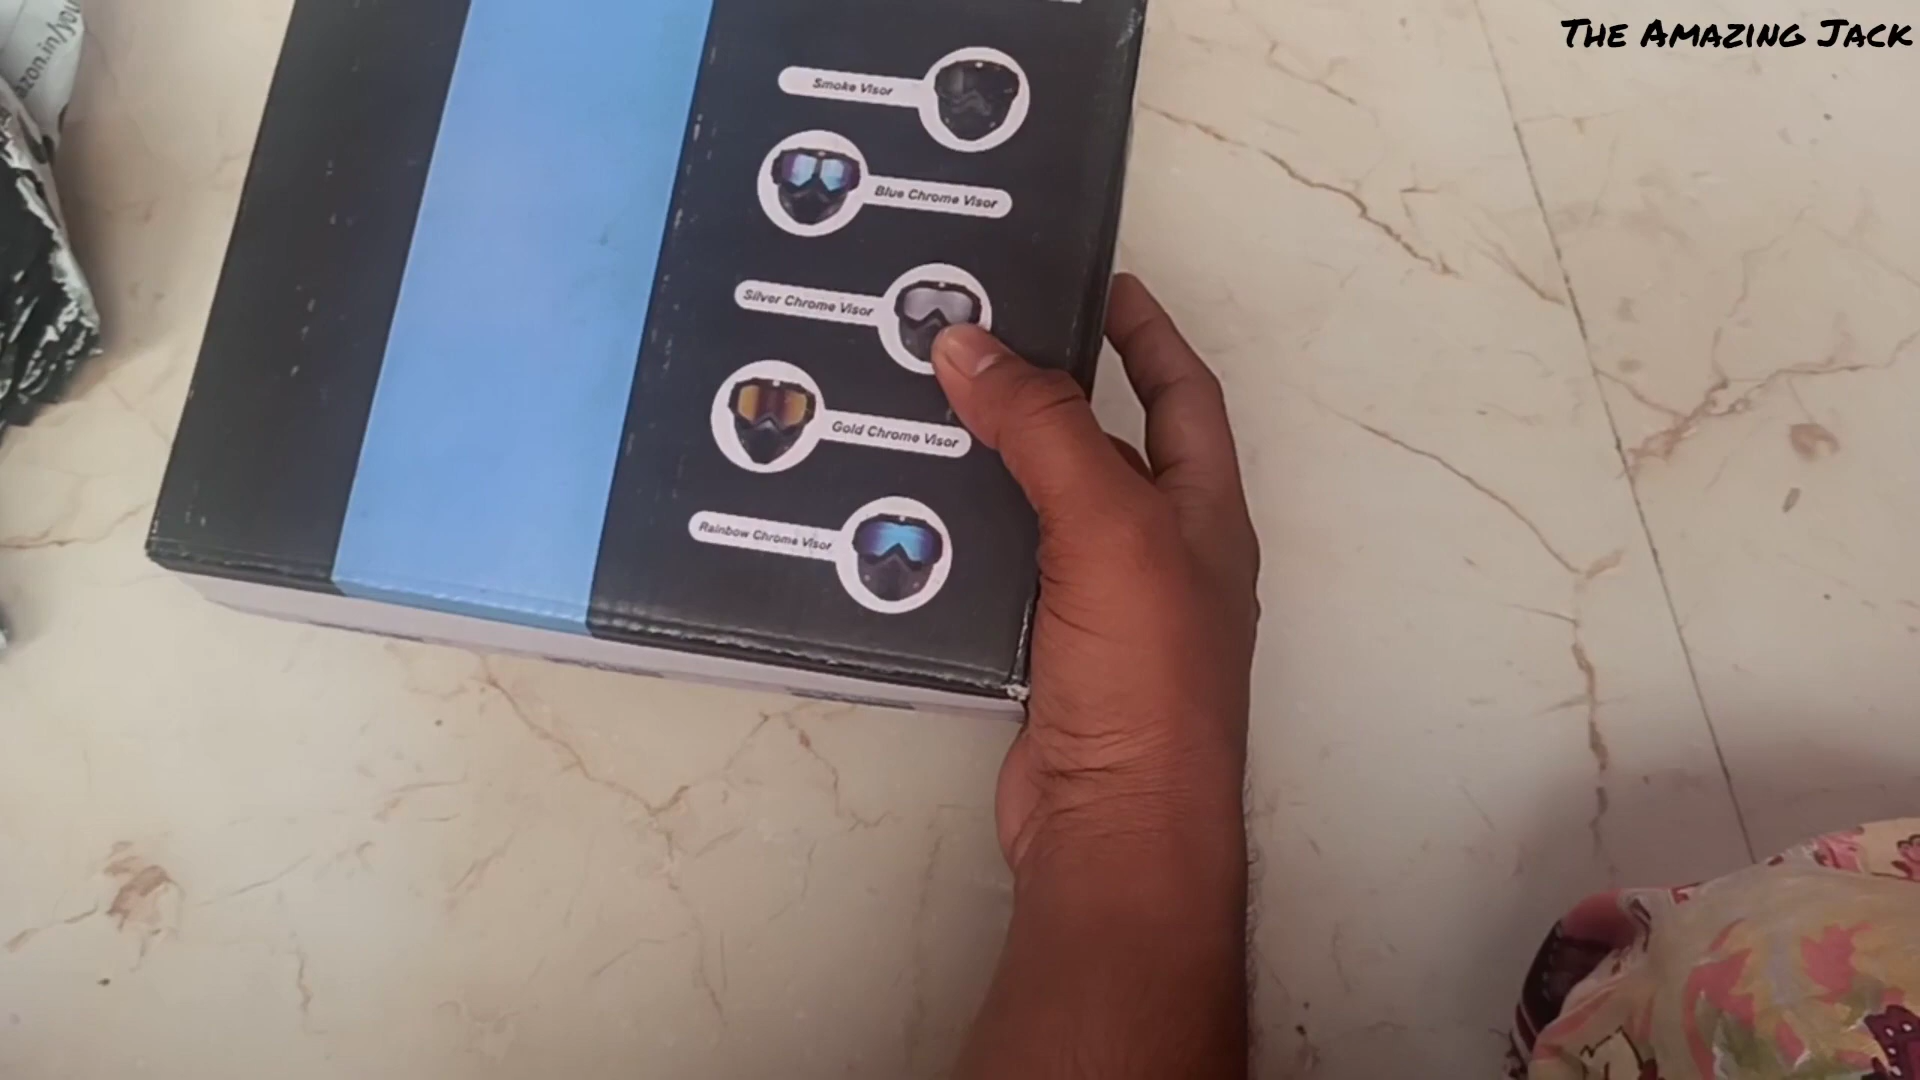 The Amazing Jack
Smoke Visor
Blue Chrome Visor
Silver Chrome Visor
Gold Chrome Visor
Rainbow Chrome Visor